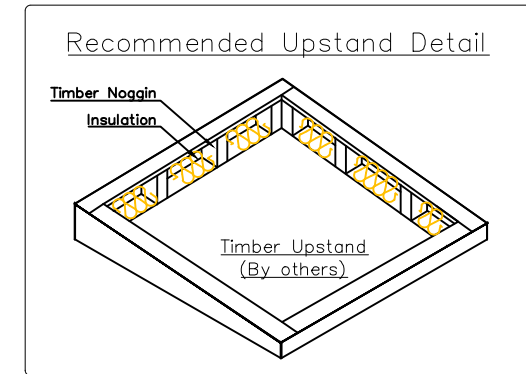 Recommended Upstand Detail
Timber Noggin
Insulation
Timber Upstand
(By others)